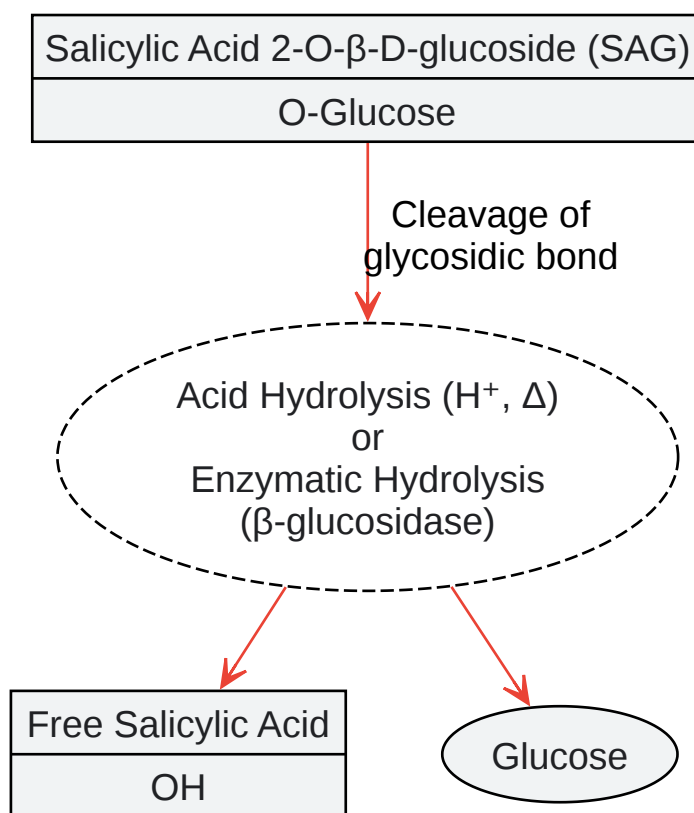 Salicylic Acid 2-O-β-D-glucoside (SAG)
O-Glucose
Cleavage of
glycosidic bond
Acid Hydrolysis (H⁺, Δ)
or
Enzymatic Hydrolysis
(β-glucosidase)
Free Salicylic Acid
OH
Glucose